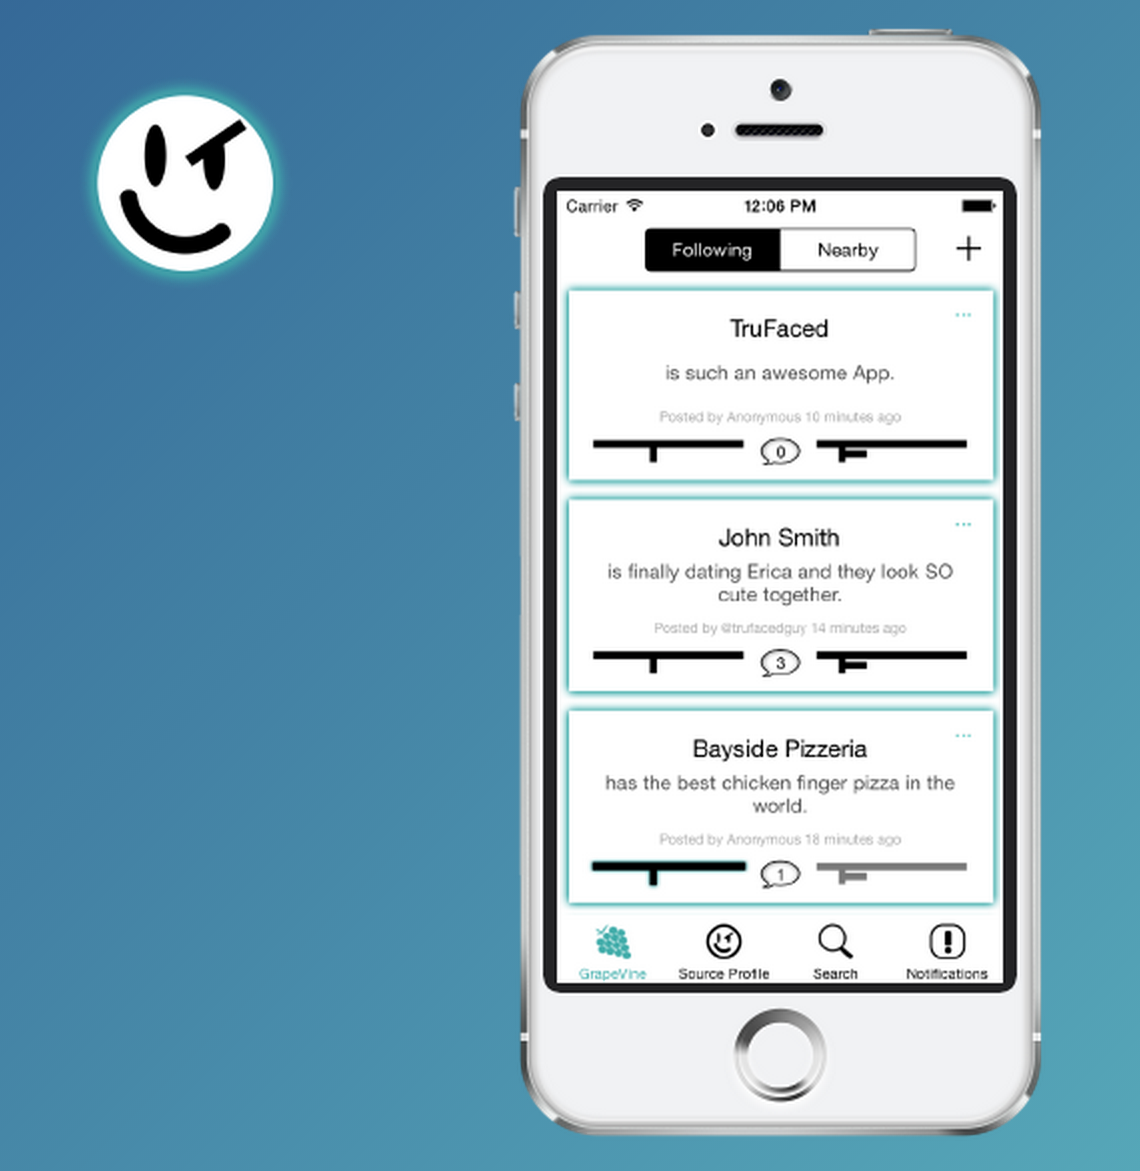 Carrier 12:06 PM
Following Nearby +
...
TruFaced
is such an awesome App.
Posted by Anonymous 10 minutes ago
0
...
John Smith
is finally dating Erica and they look SO
cute together.
Posted by @trufacedguy 14 minutes ago
3
...
Bayside Pizzeria
has the best chicken finger pizza in the
world.
Posted by Anonymous 18 minutes ago
1
GrapeVine Source Profile Search Notifications